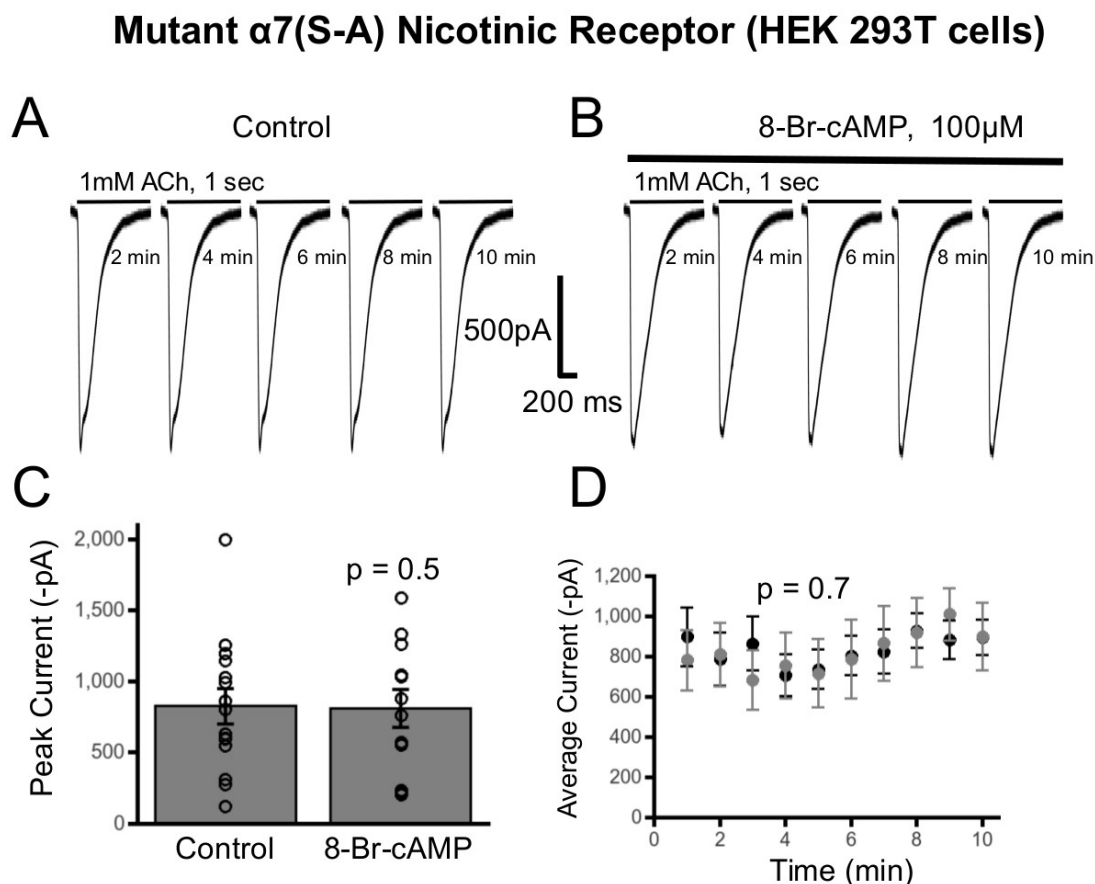 Mutant α7(S-A) Nicotinic Receptor (HEK 293T cells)
A
Control
1mM ACh, 1 sec
2 min
4 min
6 min
8 min
10 min
500pA
200 ms
B
8-Br-cAMP, 100µM
1mM ACh, 1 sec
2 min
4 min
6 min
8 min
10 min
C
Peak Current (-pA)
2,000
1,500
1,000
500
0
p = 0.5
Control
8-Br-cAMP
D
Average Current (-pA)
1,200
1,000
800
600
400
200
0
p = 0.7
0 2 4 6 8 10
Time (min)